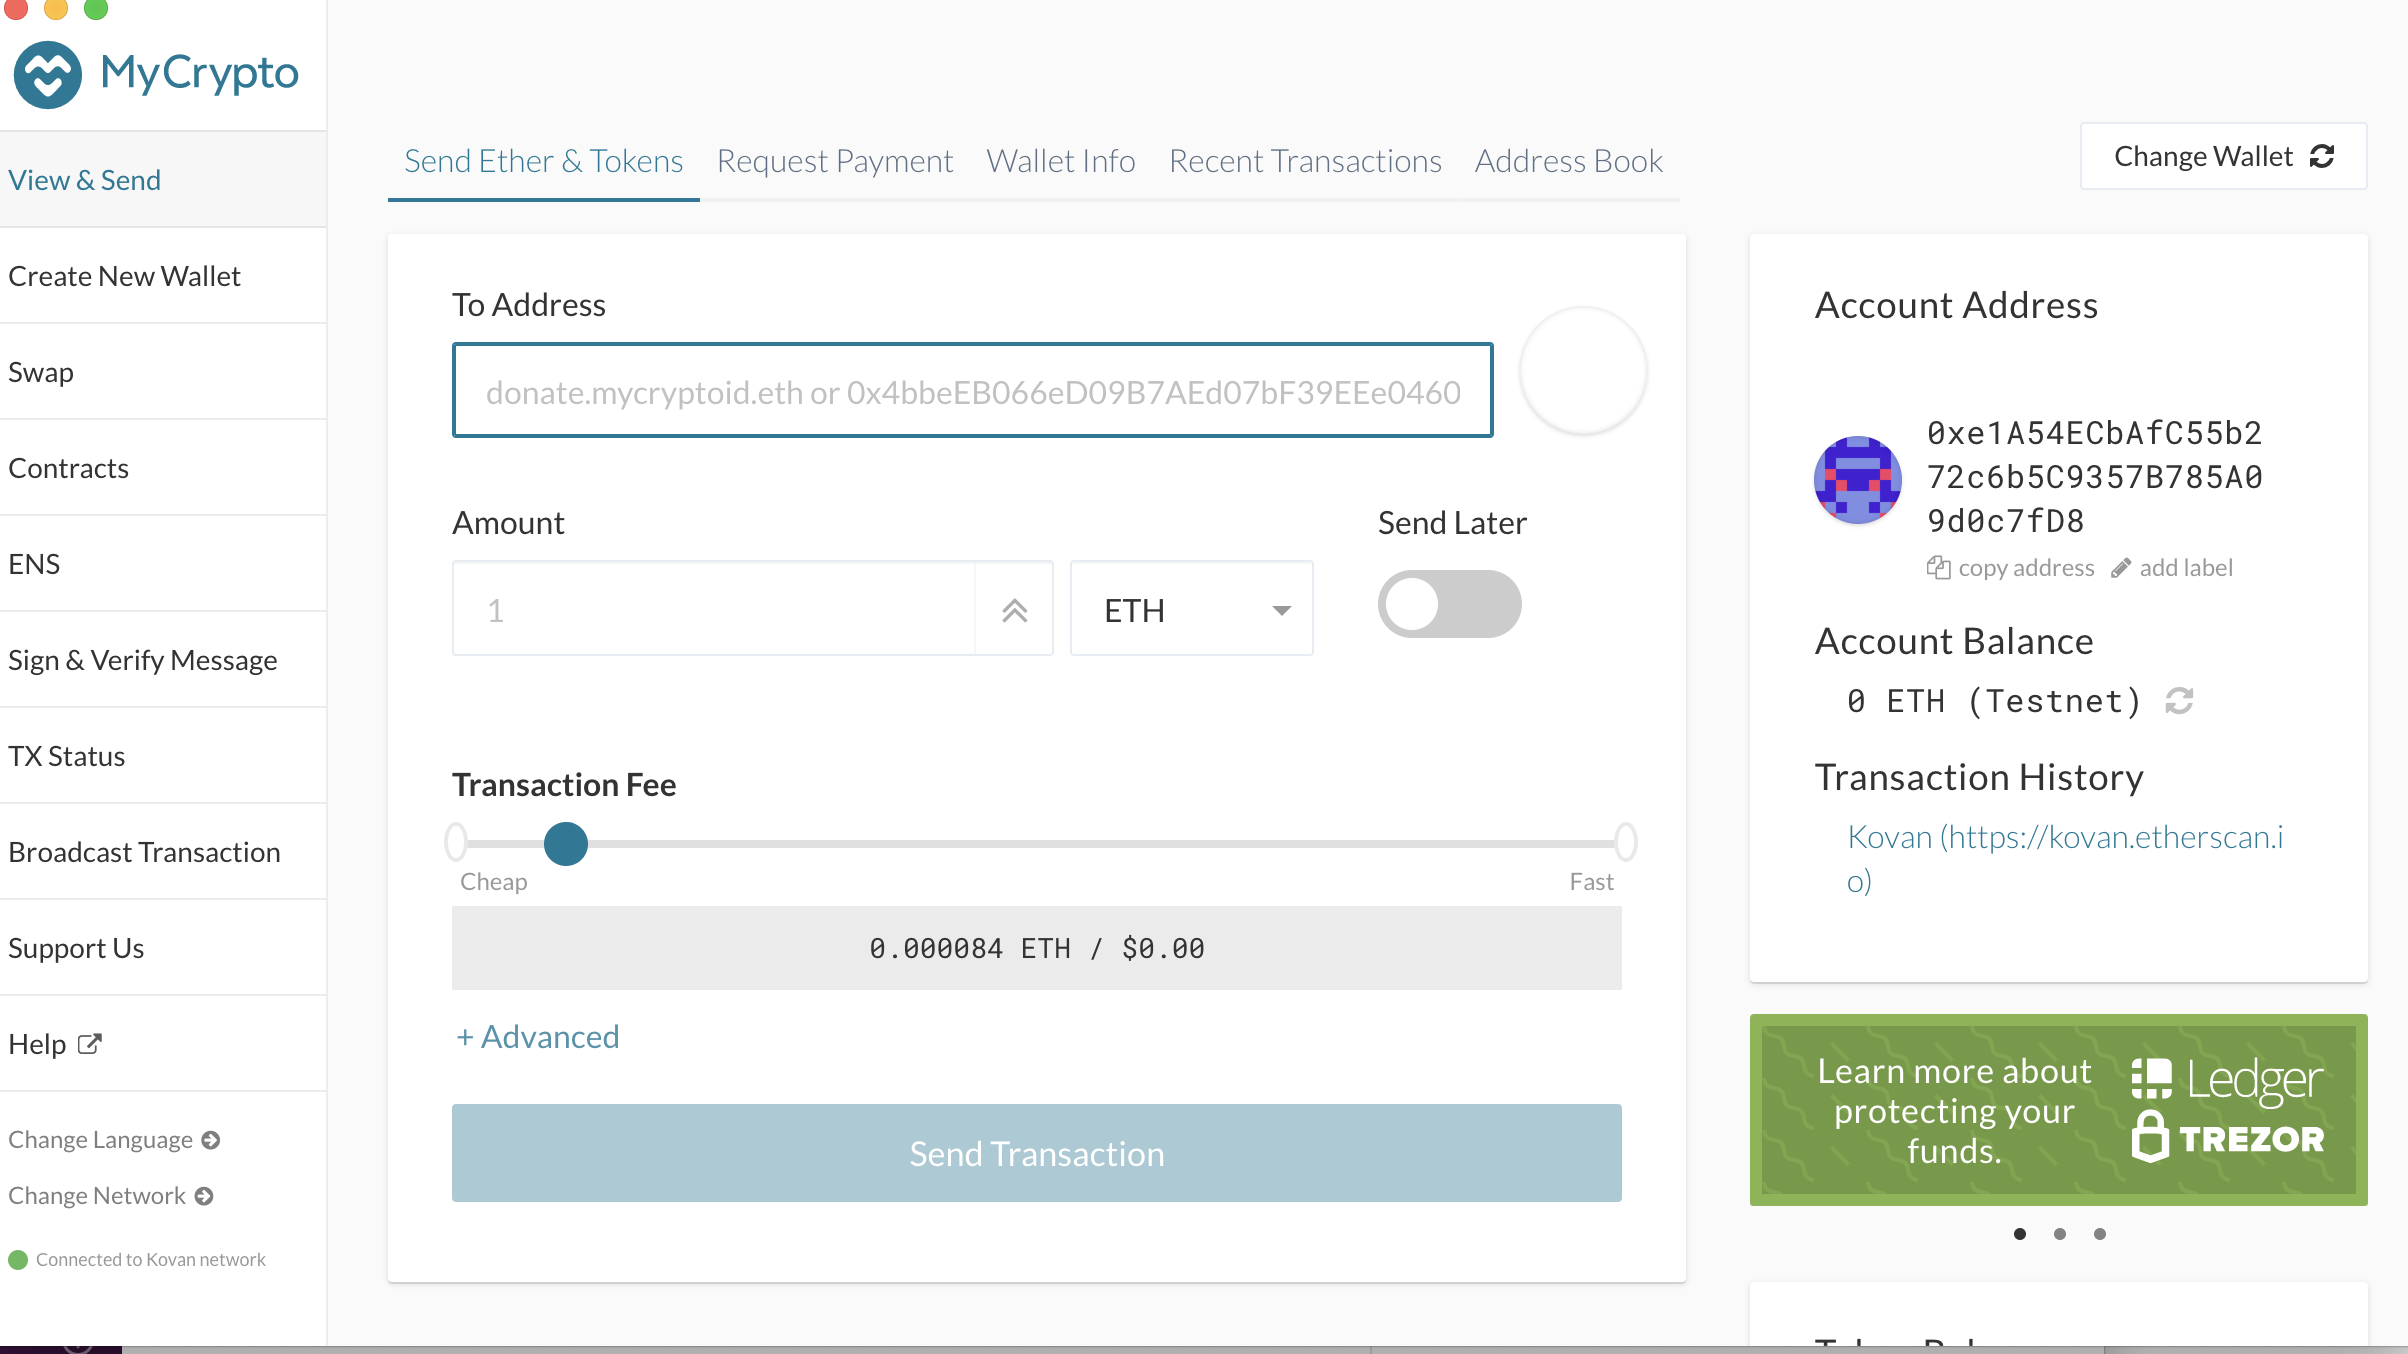 MyCrypto
View & Send
Create New Wallet
Swap
Contracts
ENS
Sign & Verify Message
TX Status
Broadcast Transaction
Support Us
Help
Change Language
Change Network
Connected to Kovan network
Send Ether & Tokens
Request Payment
Wallet Info
Recent Transactions
Address Book
Change Wallet
To Address
donate.mycryptoid.eth or 0x4bbeEB066eD09B7AEd07bF39EEe0460
Amount
Send Later
1
ETH
Transaction Fee
Cheap
Fast
0.000084 ETH / $0.00
+ Advanced
Send Transaction
Account Address
0xe1A54ECbAfC55b2
72c6b5C9357B785A0
9d0c7fD8
copy address
add label
Account Balance
0 ETH (Testnet)
Transaction History
Kovan (https://kovan.etherscan.i
o)
Learn more about
protecting your
funds.
Ledger
TREZOR